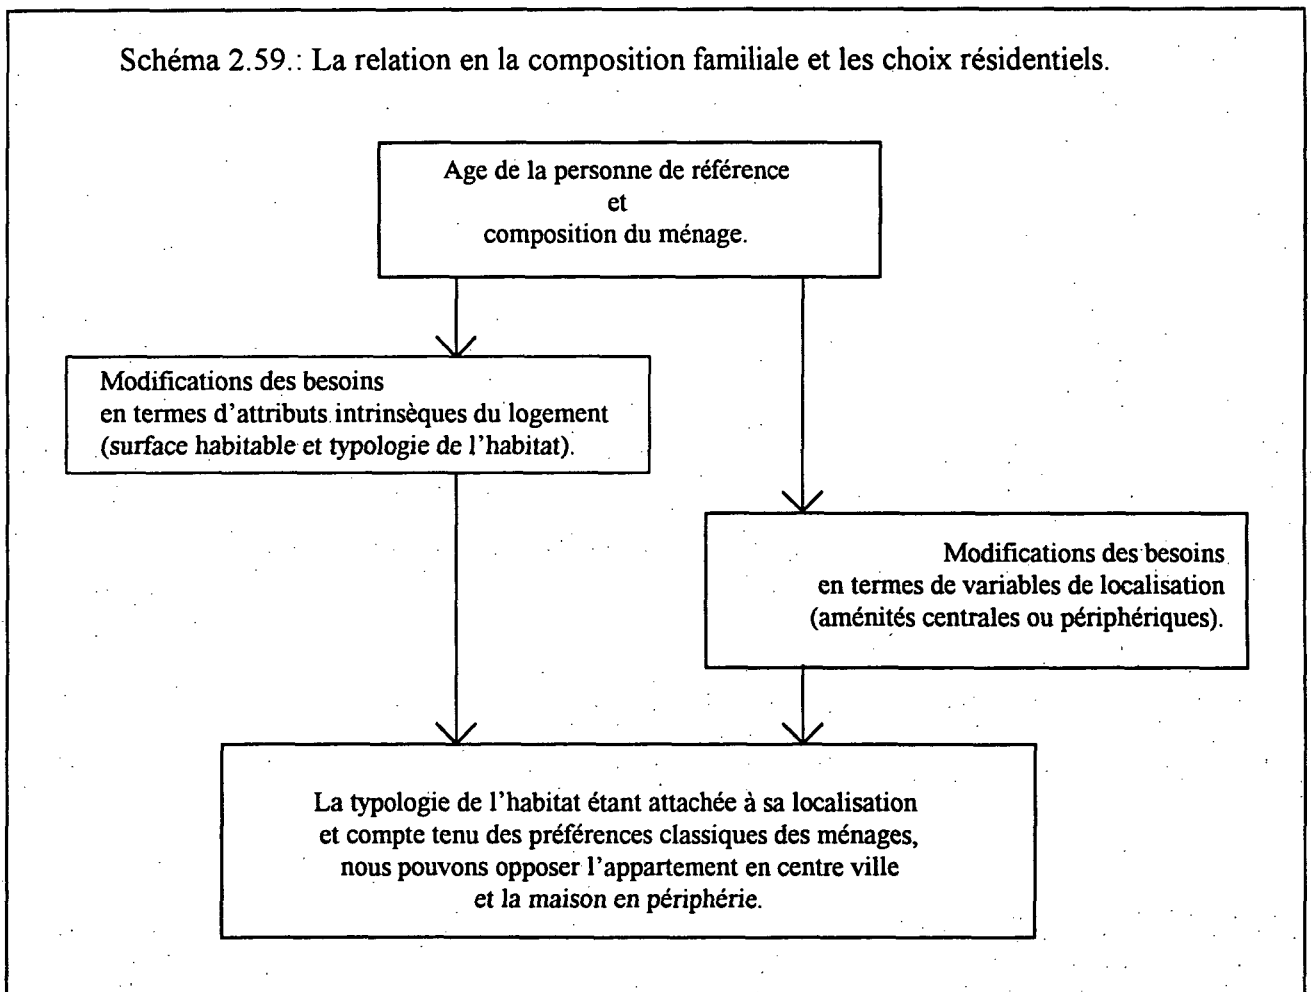 Schéma 2.59.: La relation en la composition familiale et les choix résidentiels.
Age de la personne de référence
et
composition du ménage.
Modifications des besoins
en termes d'attributs intrinsèques du logement
(surface habitable et typologie de l'habitat).
Modifications des besoins
en termes de variables de localisation
(aménités centrales ou périphériques).
La typologie de l'habitat étant attachée à sa localisation
et compte tenu des préférences classiques des ménages,
nous pouvons opposer l'appartement en centre ville
et la maison en périphérie.